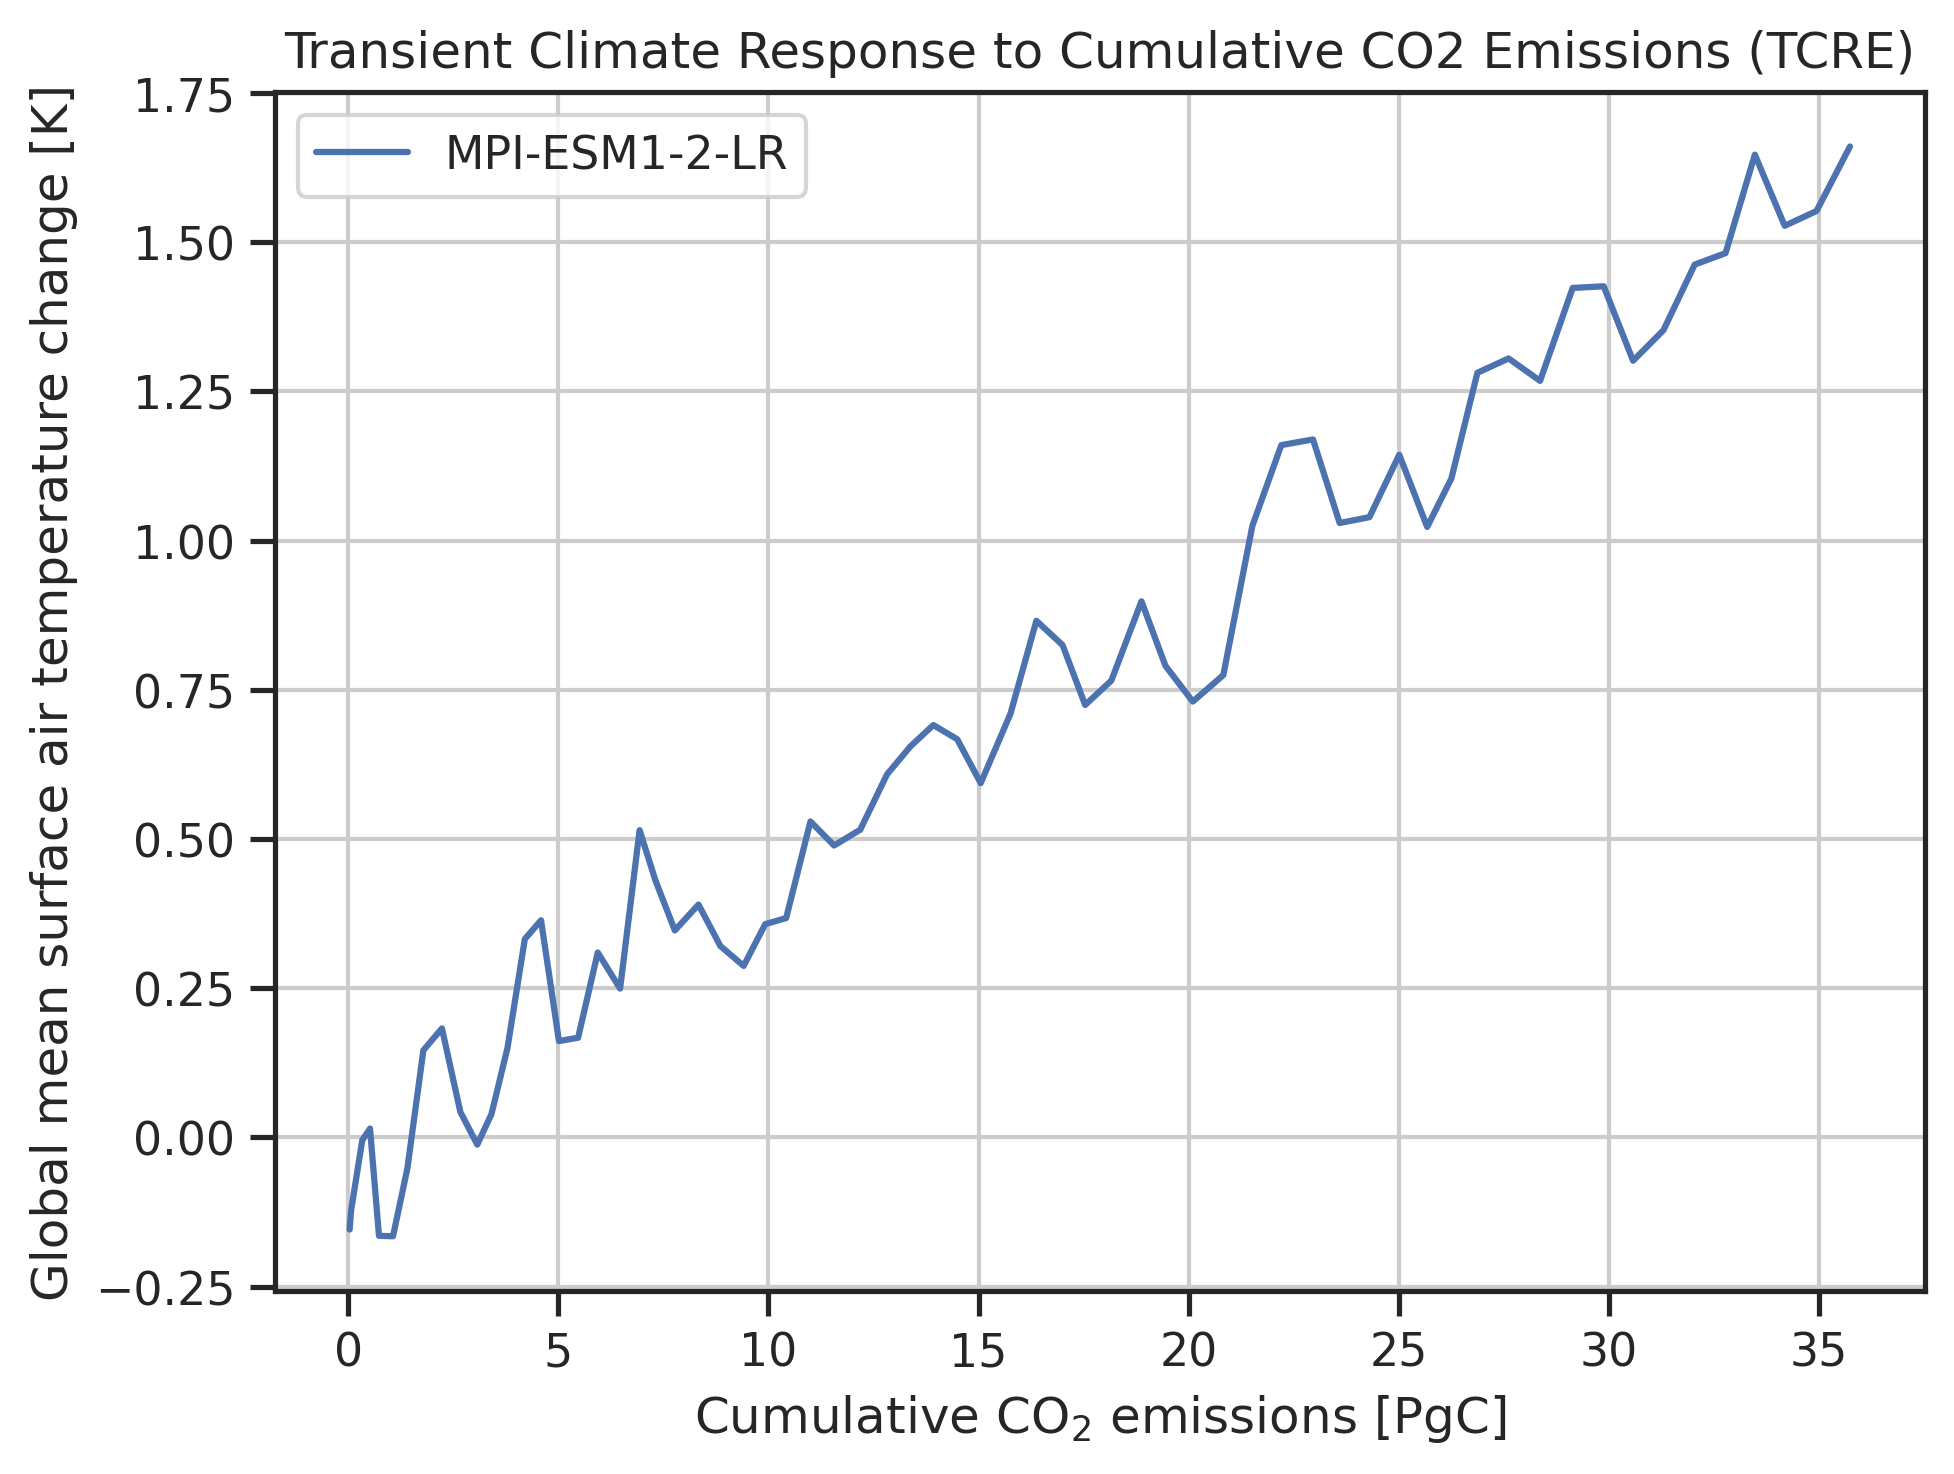 Transient Climate Response to Cumulative CO2 Emissions (TCRE)
MPI-ESM1-2-LR
Global mean surface air temperature change [K]
1.75
1.50
1.25
1.00
0.75
0.50
0.25
0.00
−0.25
0 5 10 15 20 25 30 35
Cumulative CO₂ emissions [PgC]